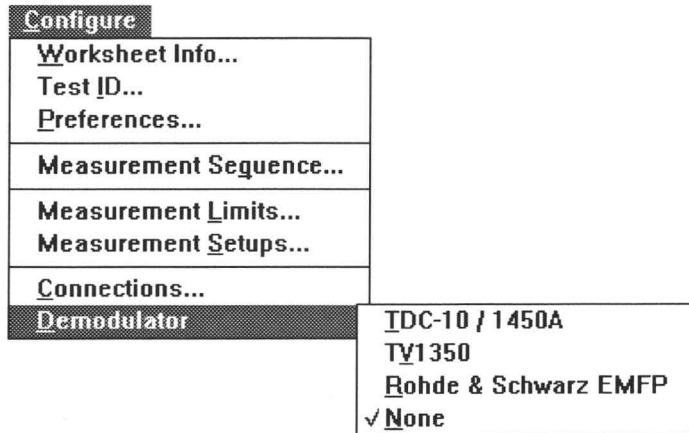 Configure
Worksheet Info...
Test ID...
Preferences...
Measurement Sequence...
Measurement Limits...
Measurement Setups...
Connections...
Demodulator
TDC-10 / 1450A
TV1350
Rohde & Schwarz EMFP
√ None